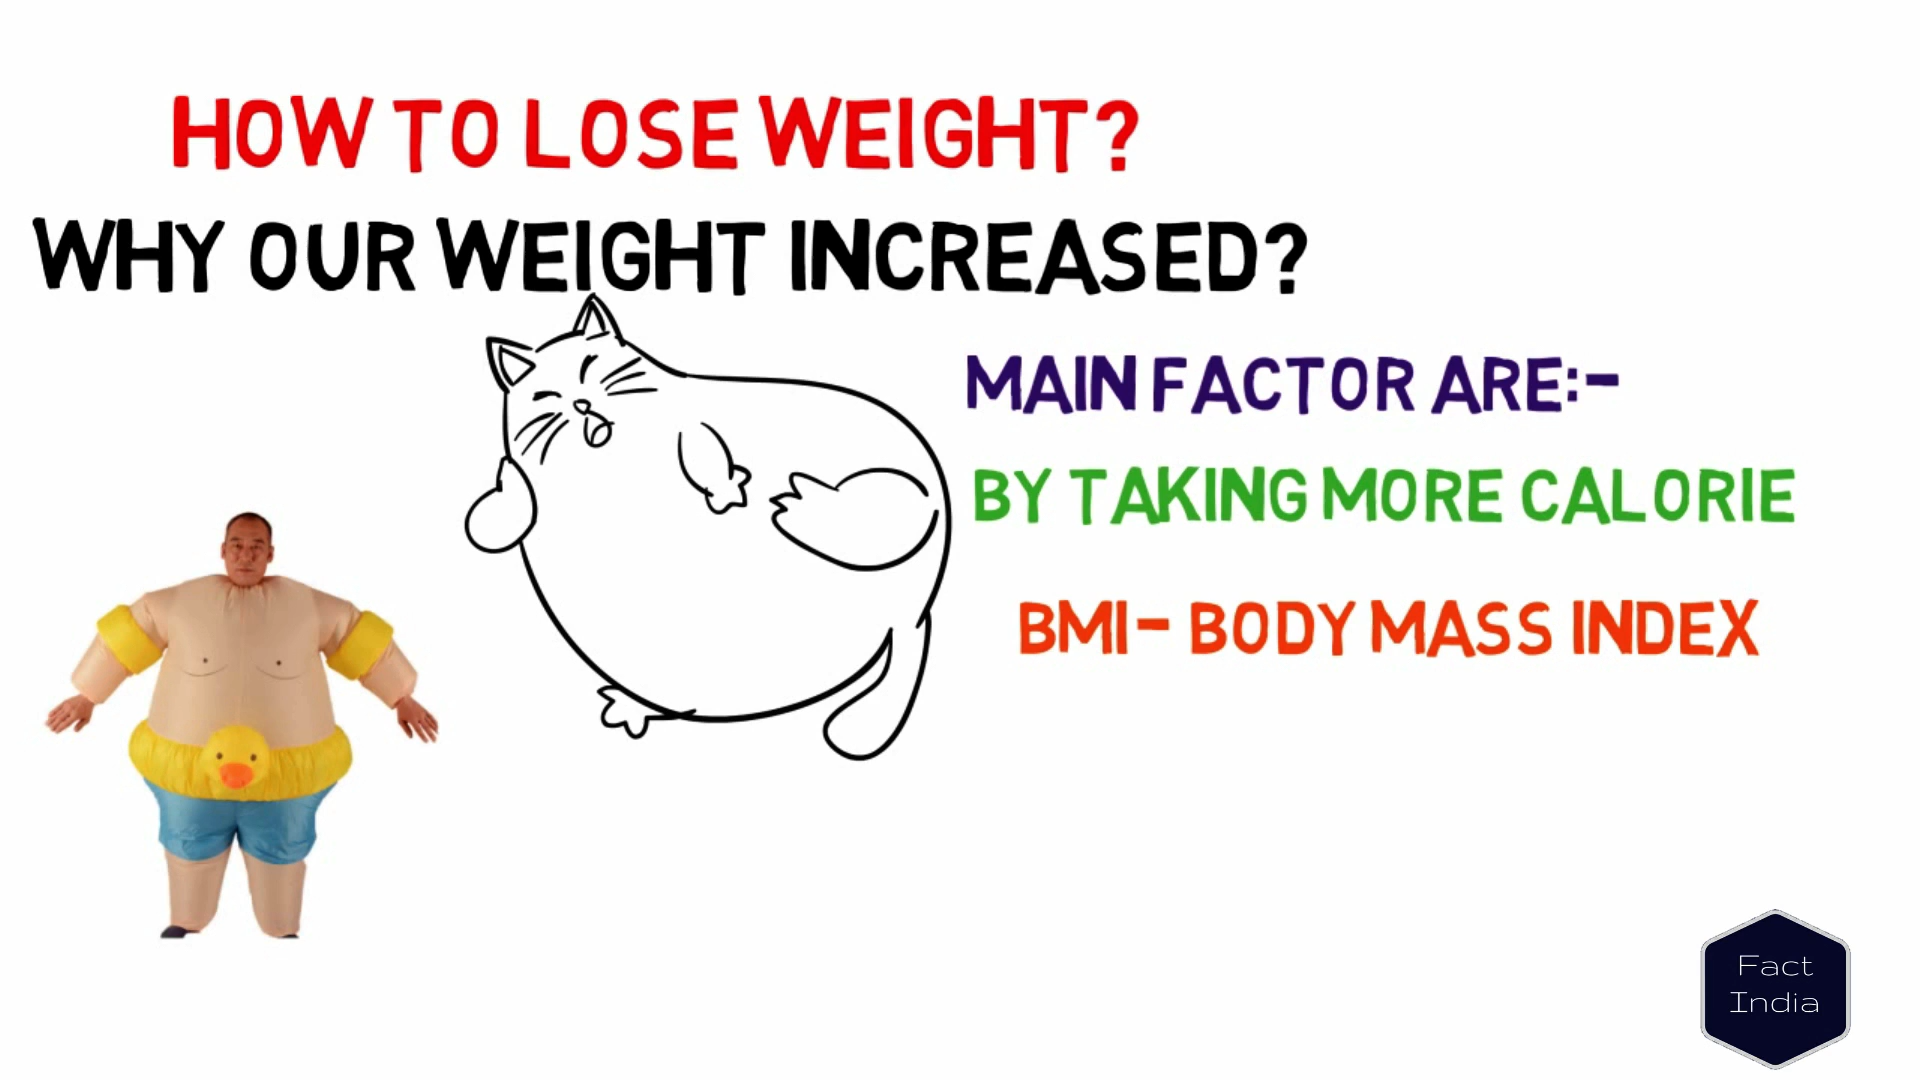 HOW TO LOSE WEIGHT?
WHY OUR WEIGHT INCREASED?
MAIN FACTOR ARE:-
BY TAKING MORE CALORIE
BMI- BODY MASS INDEX
Fact
India